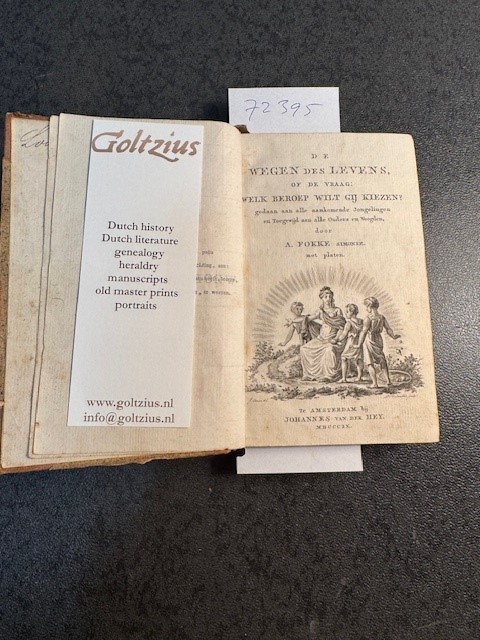 72395
Goltzius
Dutch history
Dutch literature
genealogy
heraldry
manuscripts
old master prints
portraits
www.goltzius.nl
info@goltzius.nl
DE
WEGEN DES LEVENS,
OF DE VRAAG:
WELK BEROEP WILT GIJ KIEZEN?
gedaan aan alle aankomende Jongelingen
en Toegewijd aan alle Ouders en Voogden,
door
A. FOKKE SIMONSZ.
met platen.
Te AMSTERDAM bij
JOHANNES VAN DER HEY.
MDCCCIX.